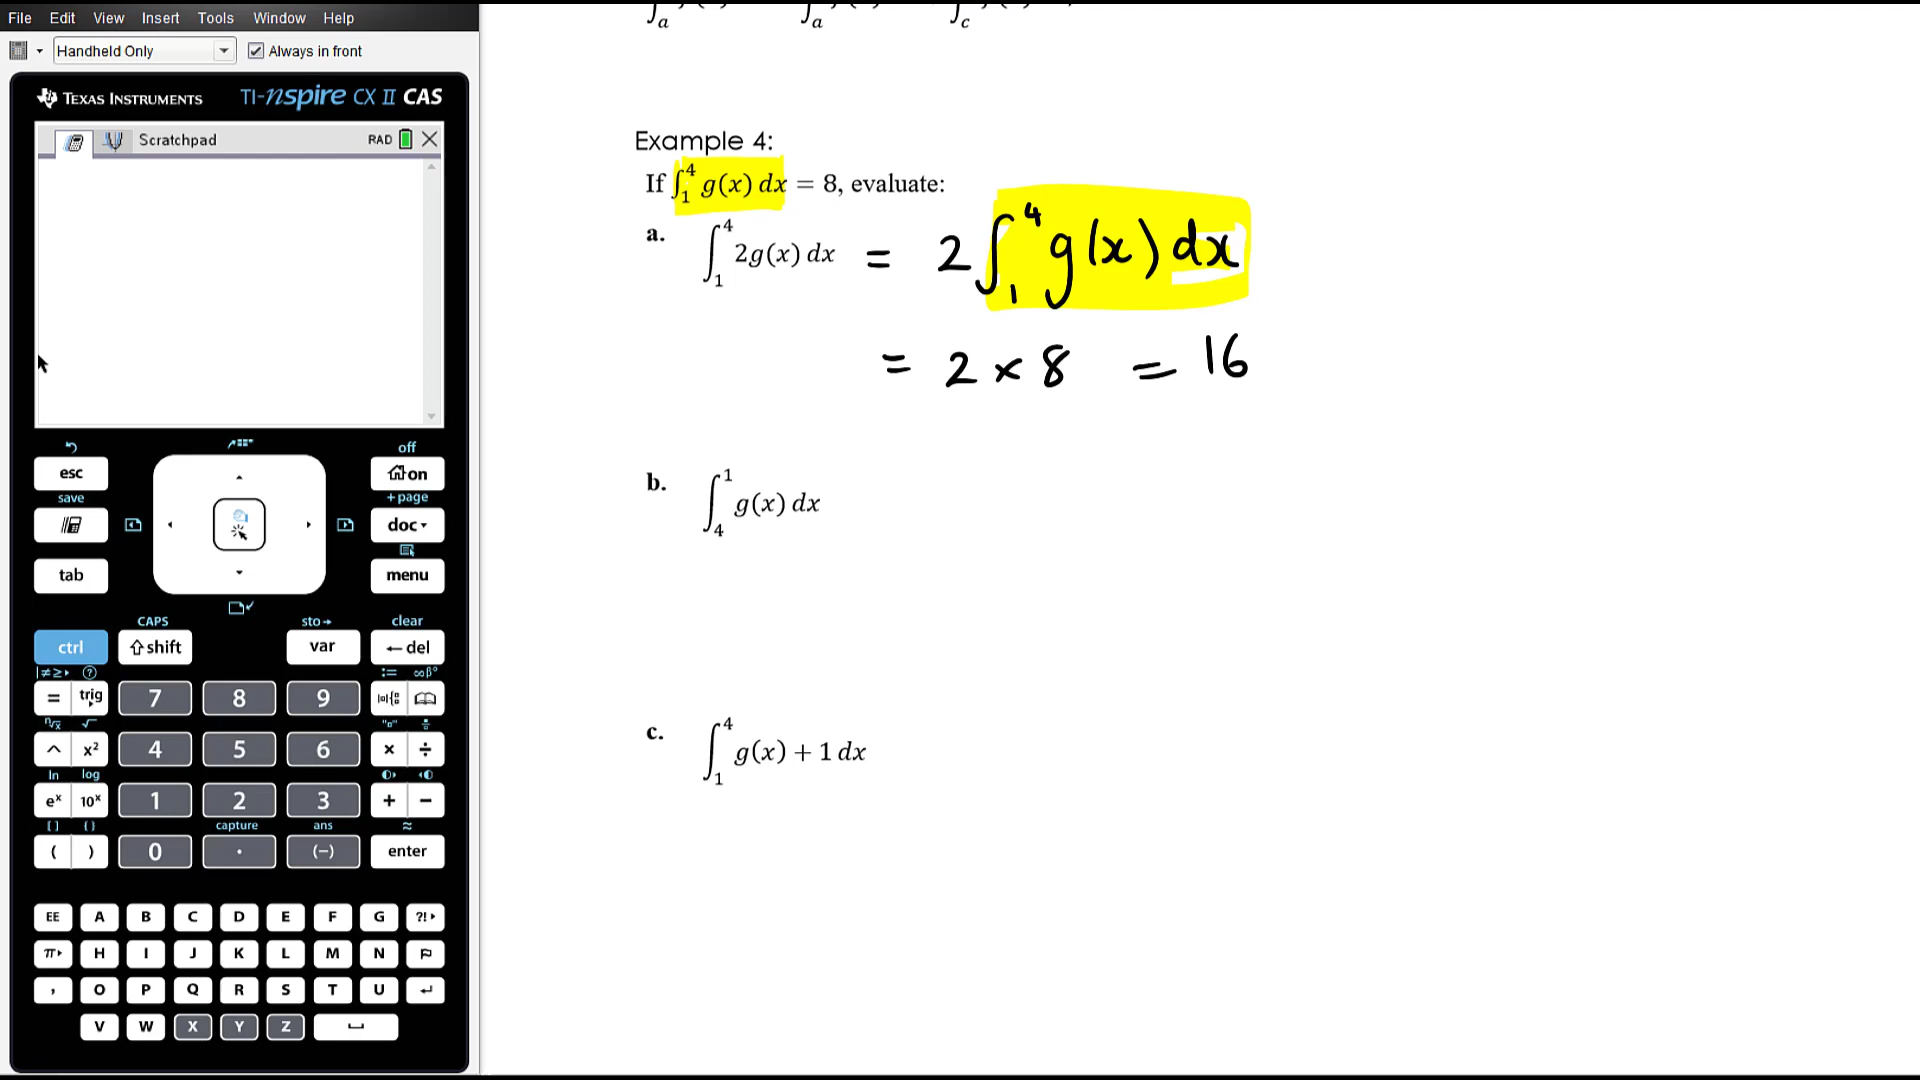 File Edit View Insert Tools Window Help
Handheld Only Always in front
TEXAS INSTRUMENTS TI-nspire CX II CAS
Scratchpad RAD
esc
save
tab
off
on
+page
doc
menu
CAPS sto→ clear
ctrl shift var ←del
|≠≥▸ ? := ∞β°
= trig 7 8 9
ⁿ√x √ "▫" ÷
^ x² 4 5 6 × ÷
ln log
eˣ 10ˣ 1 2 3 + −
[] {} capture ans ≈
( ) 0 . (−) enter
EE A B C D E F G ?!▸
π▸ H I J K L M N
, O P Q R S T U ↵
V W X Y Z
∫a ∫a ∫c
Example 4:
If ∫₁⁴ g(x) dx = 8, evaluate:
a. ∫₁⁴ 2g(x) dx = 2∫₁⁴ g(x) dx
= 2 × 8 = 16
b. ∫₄¹ g(x) dx
c. ∫₁⁴ g(x) + 1 dx